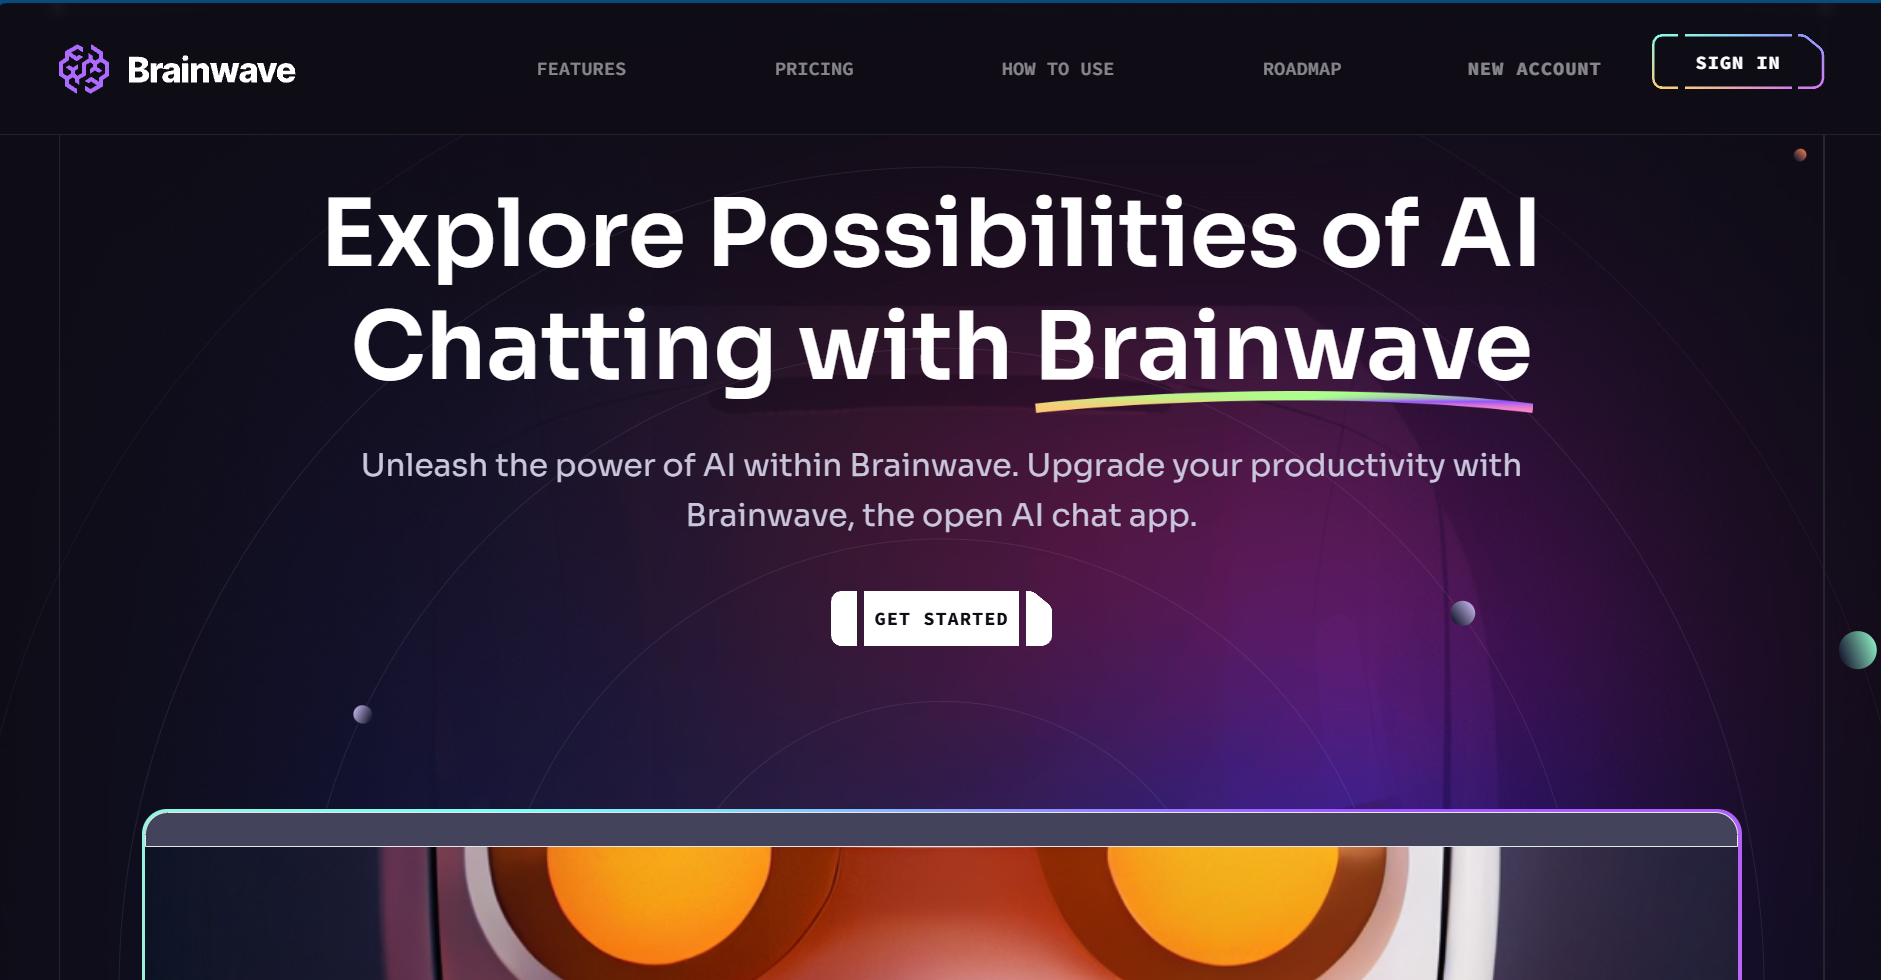 Brainwave
FEATURES
PRICING
HOW TO USE
ROADMAP
NEW ACCOUNT
SIGN IN
Explore Possibilities of AI
Chatting with Brainwave
Unleash the power of AI within Brainwave. Upgrade your productivity with
Brainwave, the open AI chat app.
GET STARTED